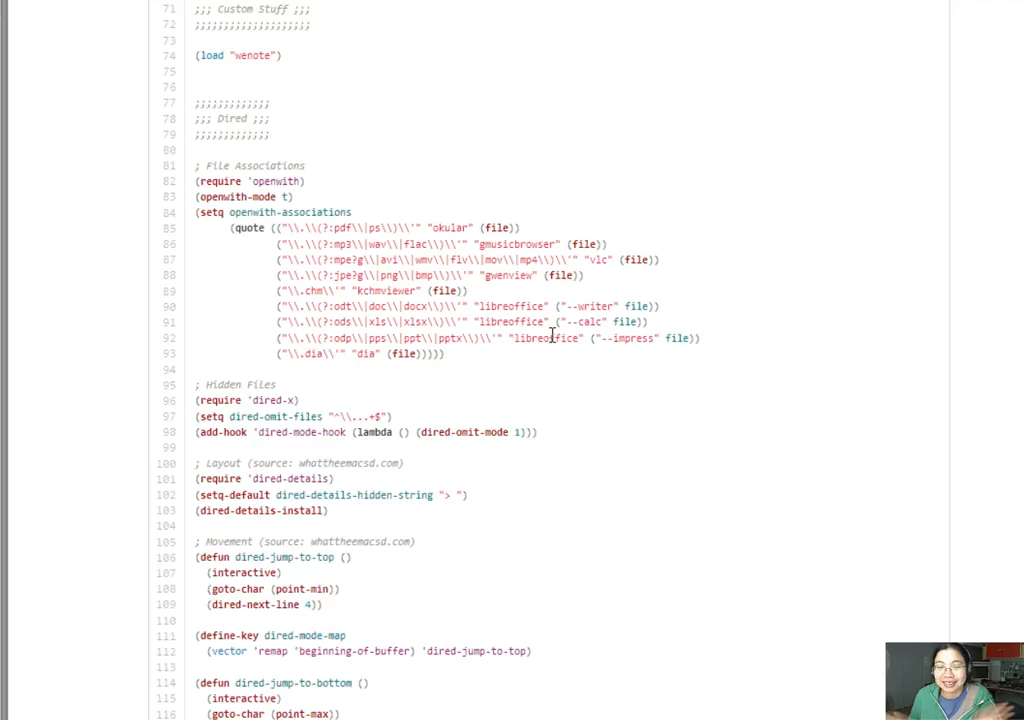 71 ;;; Custom Stuff ;;;
72 ;;;;;;;;;;;;;;;;;;;;
73
74 (load "wenote")
75
76
77 ;;;;;;;;;;;;;
78 ;;; Dired ;;;
79 ;;;;;;;;;;;;;
80
81 ; File Associations
82 (require 'openwith)
83 (openwith-mode t)
84 (setq openwith-associations
85 (quote (("\\.\\(?:pdf\\|ps\\)\\'" "okular" (file))
86 ("\\.\\(?:mp3\\|wav\\|flac\\)\\'" "gmusicbrowser" (file))
87 ("\\.\\(?:mpe?g\\|avi\\|wmv\\|flv\\|mov\\|mp4\\)\\'" "vlc" (file))
88 ("\\.\\(?:jpe?g\\|png\\|bmp\\)\\'" "gwenview" (file))
89 ("\\.chm\\'" "kchmviewer" (file))
90 ("\\.\\(?:odt\\|doc\\|docx\\)\\'" "libreoffice" ("--writer" file))
91 ("\\.\\(?:ods\\|xls\\|xlsx\\)\\'" "libreoffice" ("--calc" file))
92 ("\\.\\(?:odp\\|pps\\|ppt\\|pptx\\)\\'" "libreoffice" ("--impress" file))
93 ("\\.dia\\'" "dia" (file)))))
94
95 ; Hidden Files
96 (require 'dired-x)
97 (setq dired-omit-files "^\\...+$")
98 (add-hook 'dired-mode-hook (lambda () (dired-omit-mode 1)))
99
100 ; Layout (source: whattheemacsd.com)
101 (require 'dired-details)
102 (setq-default dired-details-hidden-string "> ")
103 (dired-details-install)
104
105 ; Movement (source: whattheemacsd.com)
106 (defun dired-jump-to-top ()
107 (interactive)
108 (goto-char (point-min))
109 (dired-next-line 4))
110
111 (define-key dired-mode-map
112 (vector 'remap 'beginning-of-buffer) 'dired-jump-to-top)
113
114 (defun dired-jump-to-bottom ()
115 (interactive)
116 (goto-char (point-max))